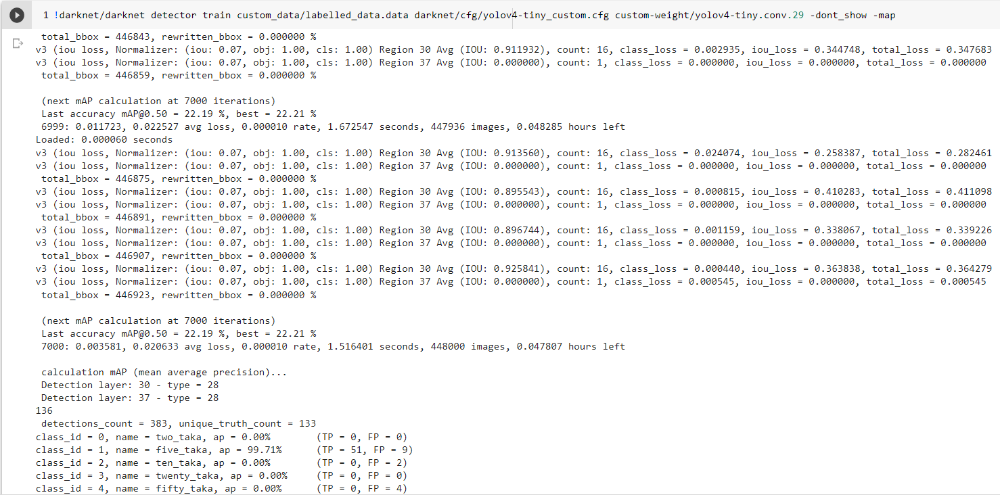 1 !darknet/darknet detector train custom_data/labelled_data.data darknet/cfg/yolov4-tiny_custom.cfg custom-weight/yolov4-tiny.conv.29 -dont_show -map
total_bbox = 446843, rewritten_bbox = 0.000000 %
v3 (iou loss, Normalizer: (iou: 0.07, obj: 1.00, cls: 1.00) Region 30 Avg (IOU: 0.911932), count: 16, class_loss = 0.002935, iou_loss = 0.344748, total_loss = 0.347683
v3 (iou loss, Normalizer: (iou: 0.07, obj: 1.00, cls: 1.00) Region 37 Avg (IOU: 0.000000), count: 1, class_loss = 0.000000, iou_loss = 0.000000, total_loss = 0.000000
total_bbox = 446859, rewritten_bbox = 0.000000 %
(next mAP calculation at 7000 iterations)
Last accuracy mAP@0.50 = 22.19 %, best = 22.21 %
6999: 0.011723, 0.022527 avg loss, 0.000010 rate, 1.672547 seconds, 447936 images, 0.048285 hours left
Loaded: 0.000060 seconds
v3 (iou loss, Normalizer: (iou: 0.07, obj: 1.00, cls: 1.00) Region 30 Avg (IOU: 0.913560), count: 16, class_loss = 0.024074, iou_loss = 0.258387, total_loss = 0.282461
v3 (iou loss, Normalizer: (iou: 0.07, obj: 1.00, cls: 1.00) Region 37 Avg (IOU: 0.000000), count: 1, class_loss = 0.000000, iou_loss = 0.000000, total_loss = 0.000000
total_bbox = 446875, rewritten_bbox = 0.000000 %
v3 (iou loss, Normalizer: (iou: 0.07, obj: 1.00, cls: 1.00) Region 30 Avg (IOU: 0.895543), count: 16, class_loss = 0.000815, iou_loss = 0.410283, total_loss = 0.411098
v3 (iou loss, Normalizer: (iou: 0.07, obj: 1.00, cls: 1.00) Region 37 Avg (IOU: 0.000000), count: 1, class_loss = 0.000000, iou_loss = 0.000000, total_loss = 0.000000
total_bbox = 446891, rewritten_bbox = 0.000000 %
v3 (iou loss, Normalizer: (iou: 0.07, obj: 1.00, cls: 1.00) Region 30 Avg (IOU: 0.896744), count: 16, class_loss = 0.001159, iou_loss = 0.338067, total_loss = 0.339226
v3 (iou loss, Normalizer: (iou: 0.07, obj: 1.00, cls: 1.00) Region 37 Avg (IOU: 0.000000), count: 1, class_loss = 0.000000, iou_loss = 0.000000, total_loss = 0.000000
total_bbox = 446907, rewritten_bbox = 0.000000 %
v3 (iou loss, Normalizer: (iou: 0.07, obj: 1.00, cls: 1.00) Region 30 Avg (IOU: 0.925841), count: 16, class_loss = 0.000440, iou_loss = 0.363838, total_loss = 0.364279
v3 (iou loss, Normalizer: (iou: 0.07, obj: 1.00, cls: 1.00) Region 37 Avg (IOU: 0.000000), count: 1, class_loss = 0.000545, iou_loss = 0.000000, total_loss = 0.000545
total_bbox = 446923, rewritten_bbox = 0.000000 %
(next mAP calculation at 7000 iterations)
Last accuracy mAP@0.50 = 22.19 %, best = 22.21 %
7000: 0.003581, 0.020633 avg loss, 0.000010 rate, 1.516401 seconds, 448000 images, 0.047807 hours left
calculation mAP (mean average precision)...
Detection layer: 30 - type = 28
Detection layer: 37 - type = 28
136
detections_count = 383, unique_truth_count = 133
class_id = 0, name = two_taka, ap = 0.00% (TP = 0, FP = 0)
class_id = 1, name = five_taka, ap = 99.71% (TP = 51, FP = 9)
class_id = 2, name = ten_taka, ap = 0.00% (TP = 0, FP = 2)
class_id = 3, name = twenty_taka, ap = 0.00% (TP = 0, FP = 0)
class_id = 4, name = fifty_taka, ap = 0.00% (TP = 0, FP = 4)